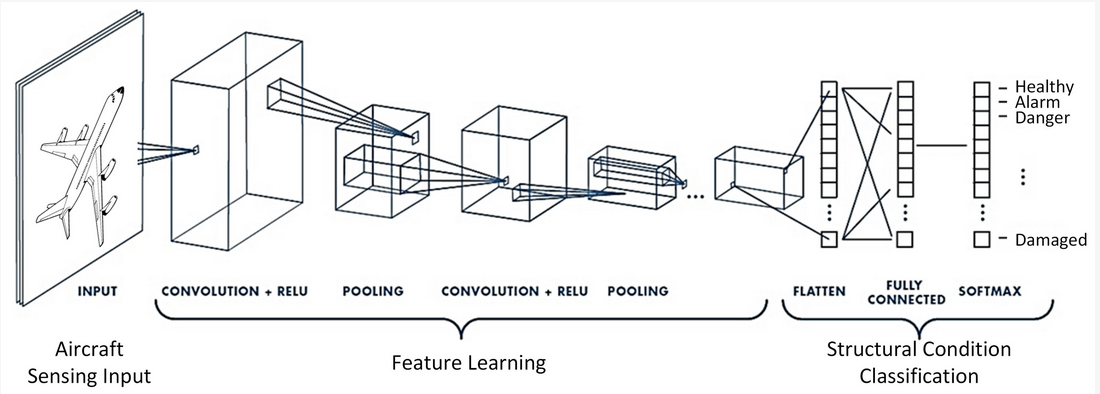 Healthy
Alarm
Danger
...
Damaged
INPUT
CONVOLUTION + RELU
POOLING
CONVOLUTION + RELU
POOLING
FLATTEN
FULLY
CONNECTED
SOFTMAX
Aircraft
Sensing Input
Feature Learning
Structural Condition
Classification